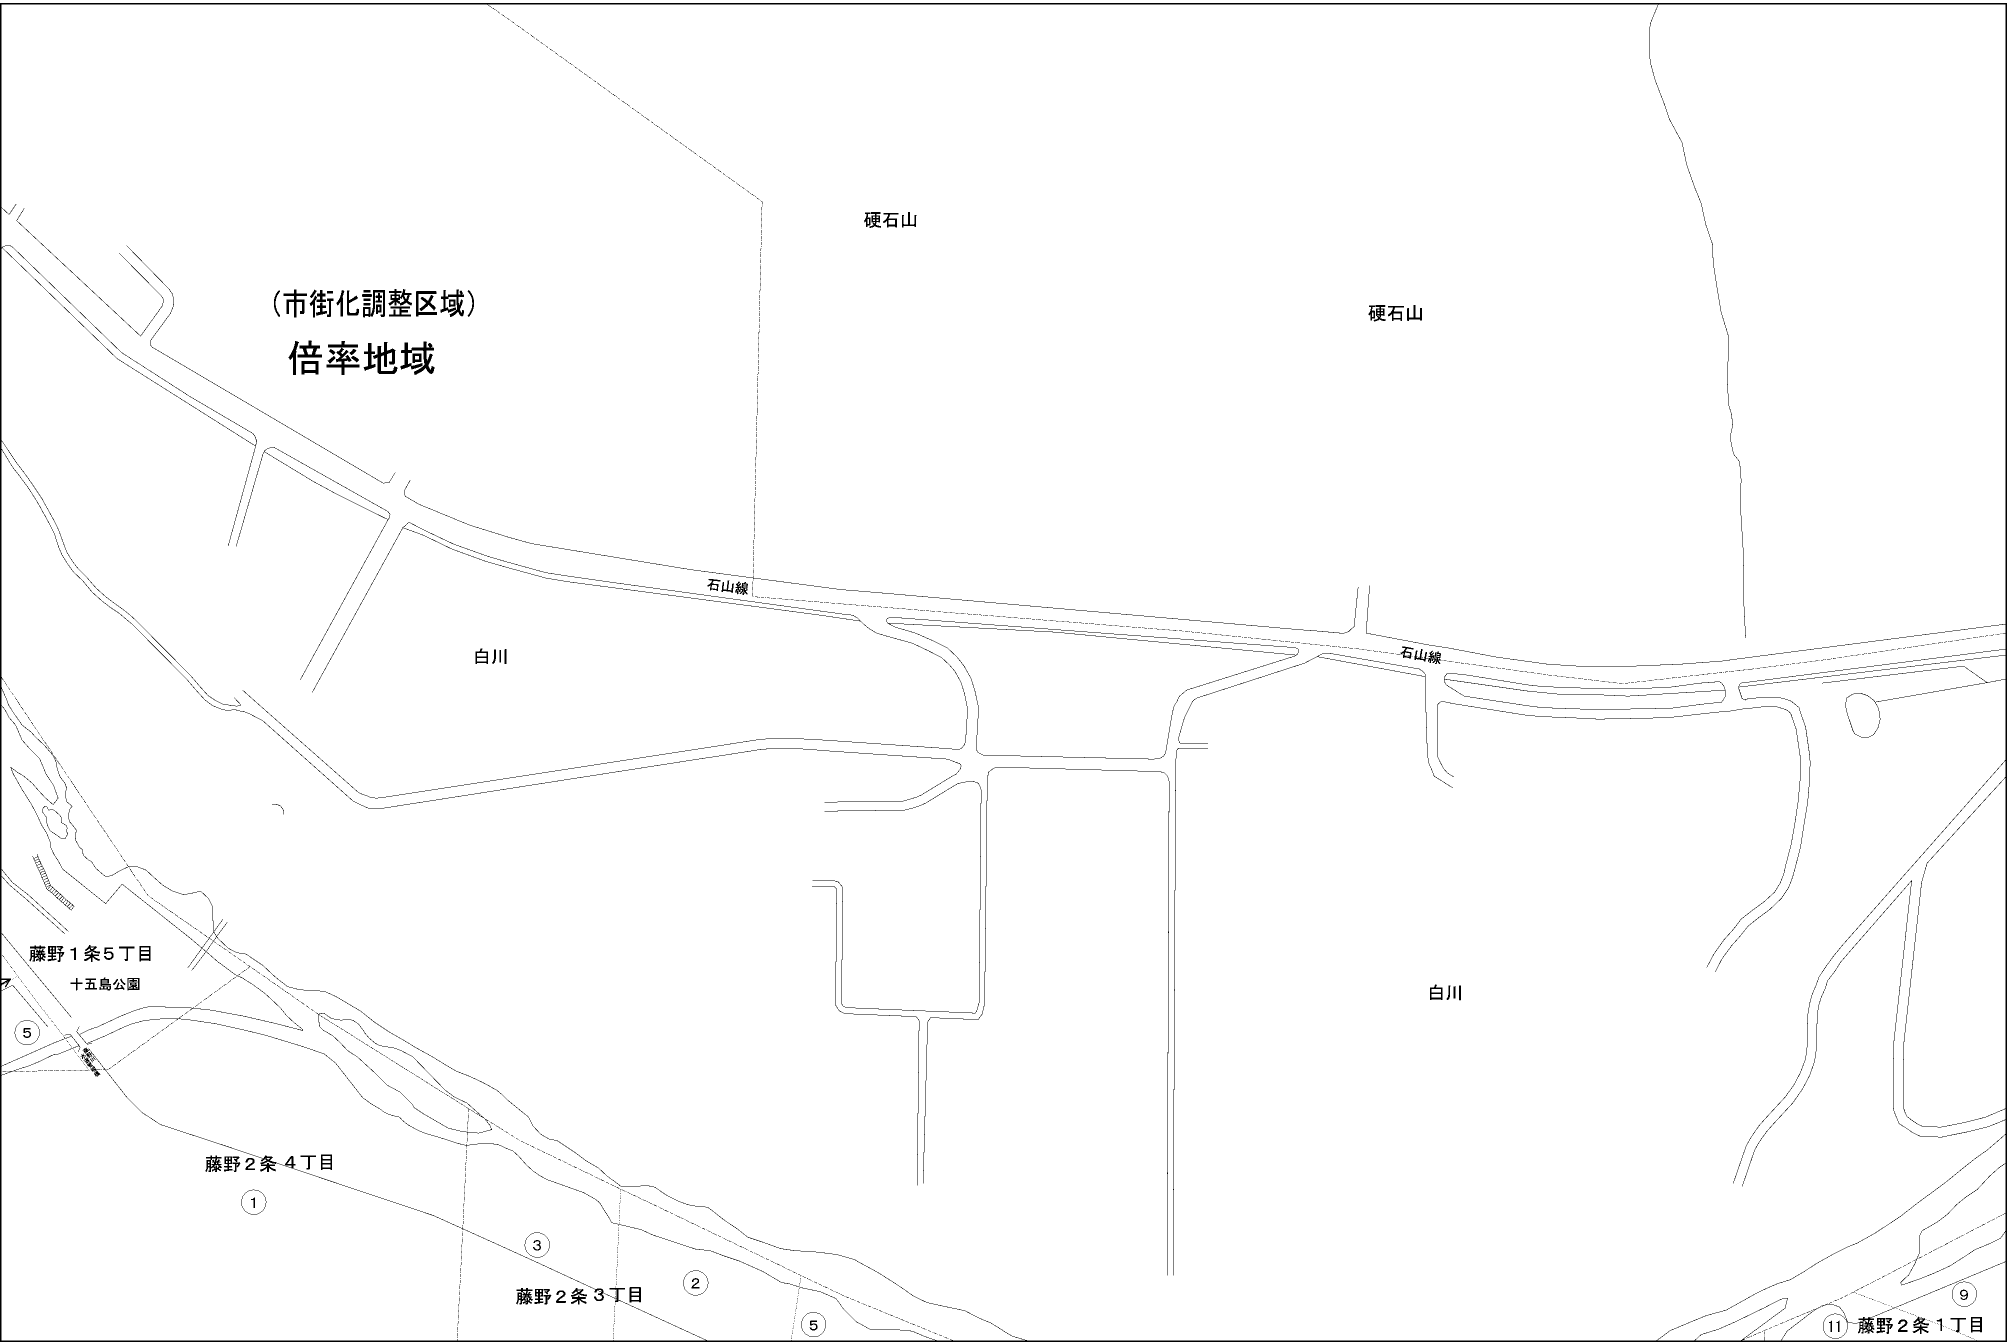 硬石山
（市街化調整区域）
倍率地域
硬石山
石山線
石山線
白川
藤野１条５丁目
十五島公園
白川
⑤
藤野２条４丁目
①
③
②
藤野２条３丁目
⑤
⑨
⑪
藤野２条１丁目